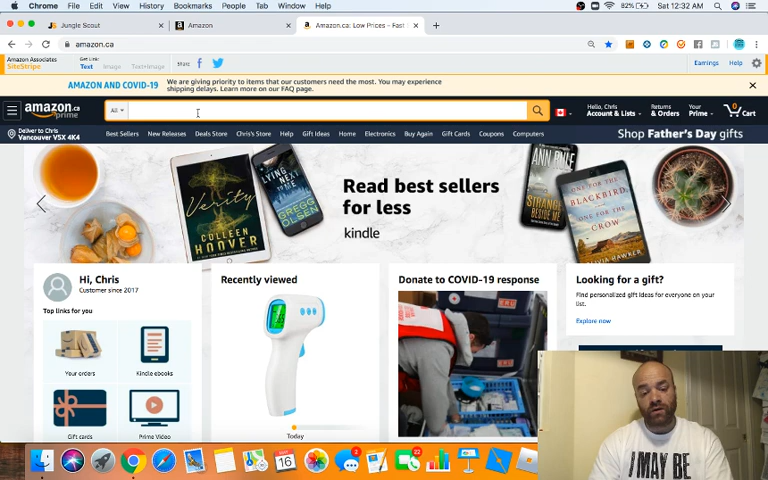 Chrome File Edit View History Bookmarks People Tab Window Help 82% Sat 12:32 AM
Jungle Scout
Amazon
Amazon.ca: Low Prices – Fast
amazon.ca
Amazon Associates
SiteStripe
Get Link:
Text Image Text+Image
Share
Earnings Help
AMAZON AND COVID-19
We are giving priority to items that our customers need the most. You may experience
shipping delays. Learn more on our FAQ page.
amazon.ca
prime
All
Hello, Chris
Account & Lists
Returns
& Orders
Your
Prime
0
Cart
Deliver to Chris
Vancouver V5X 4K4
Best Sellers New Releases Deals Store Chris's Store Help Gift Ideas Home Electronics Buy Again Gift Cards Coupons Computers
Shop Father's Day gifts
Verity
COLLEEN
HOOVER
LYING
NEXT
TO
ME
GREGG
OLSEN
Read best sellers
for less
kindle
ANN RULE
STRANGER
BESIDE
ME
ONE FOR THE
BLACKBIRD,
ONE FOR THE
CROW
OLIVIA HAWKER
Hi, Chris
Customer since 2017
Top links for you
Your orders
Kindle ebooks
Gift cards
Prime Video
Recently viewed
Today
Donate to COVID-19 response
Looking for a gift?
Find personalized gift ideas for everyone on your
list.
Explore now
I MAY BE